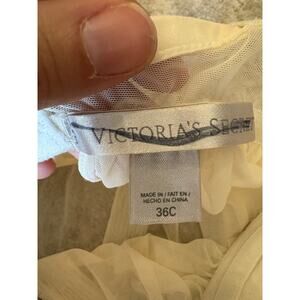 VICTORIA'S SECRET
MADE IN / FAIT EN /
HECHO EN CHINA
36C